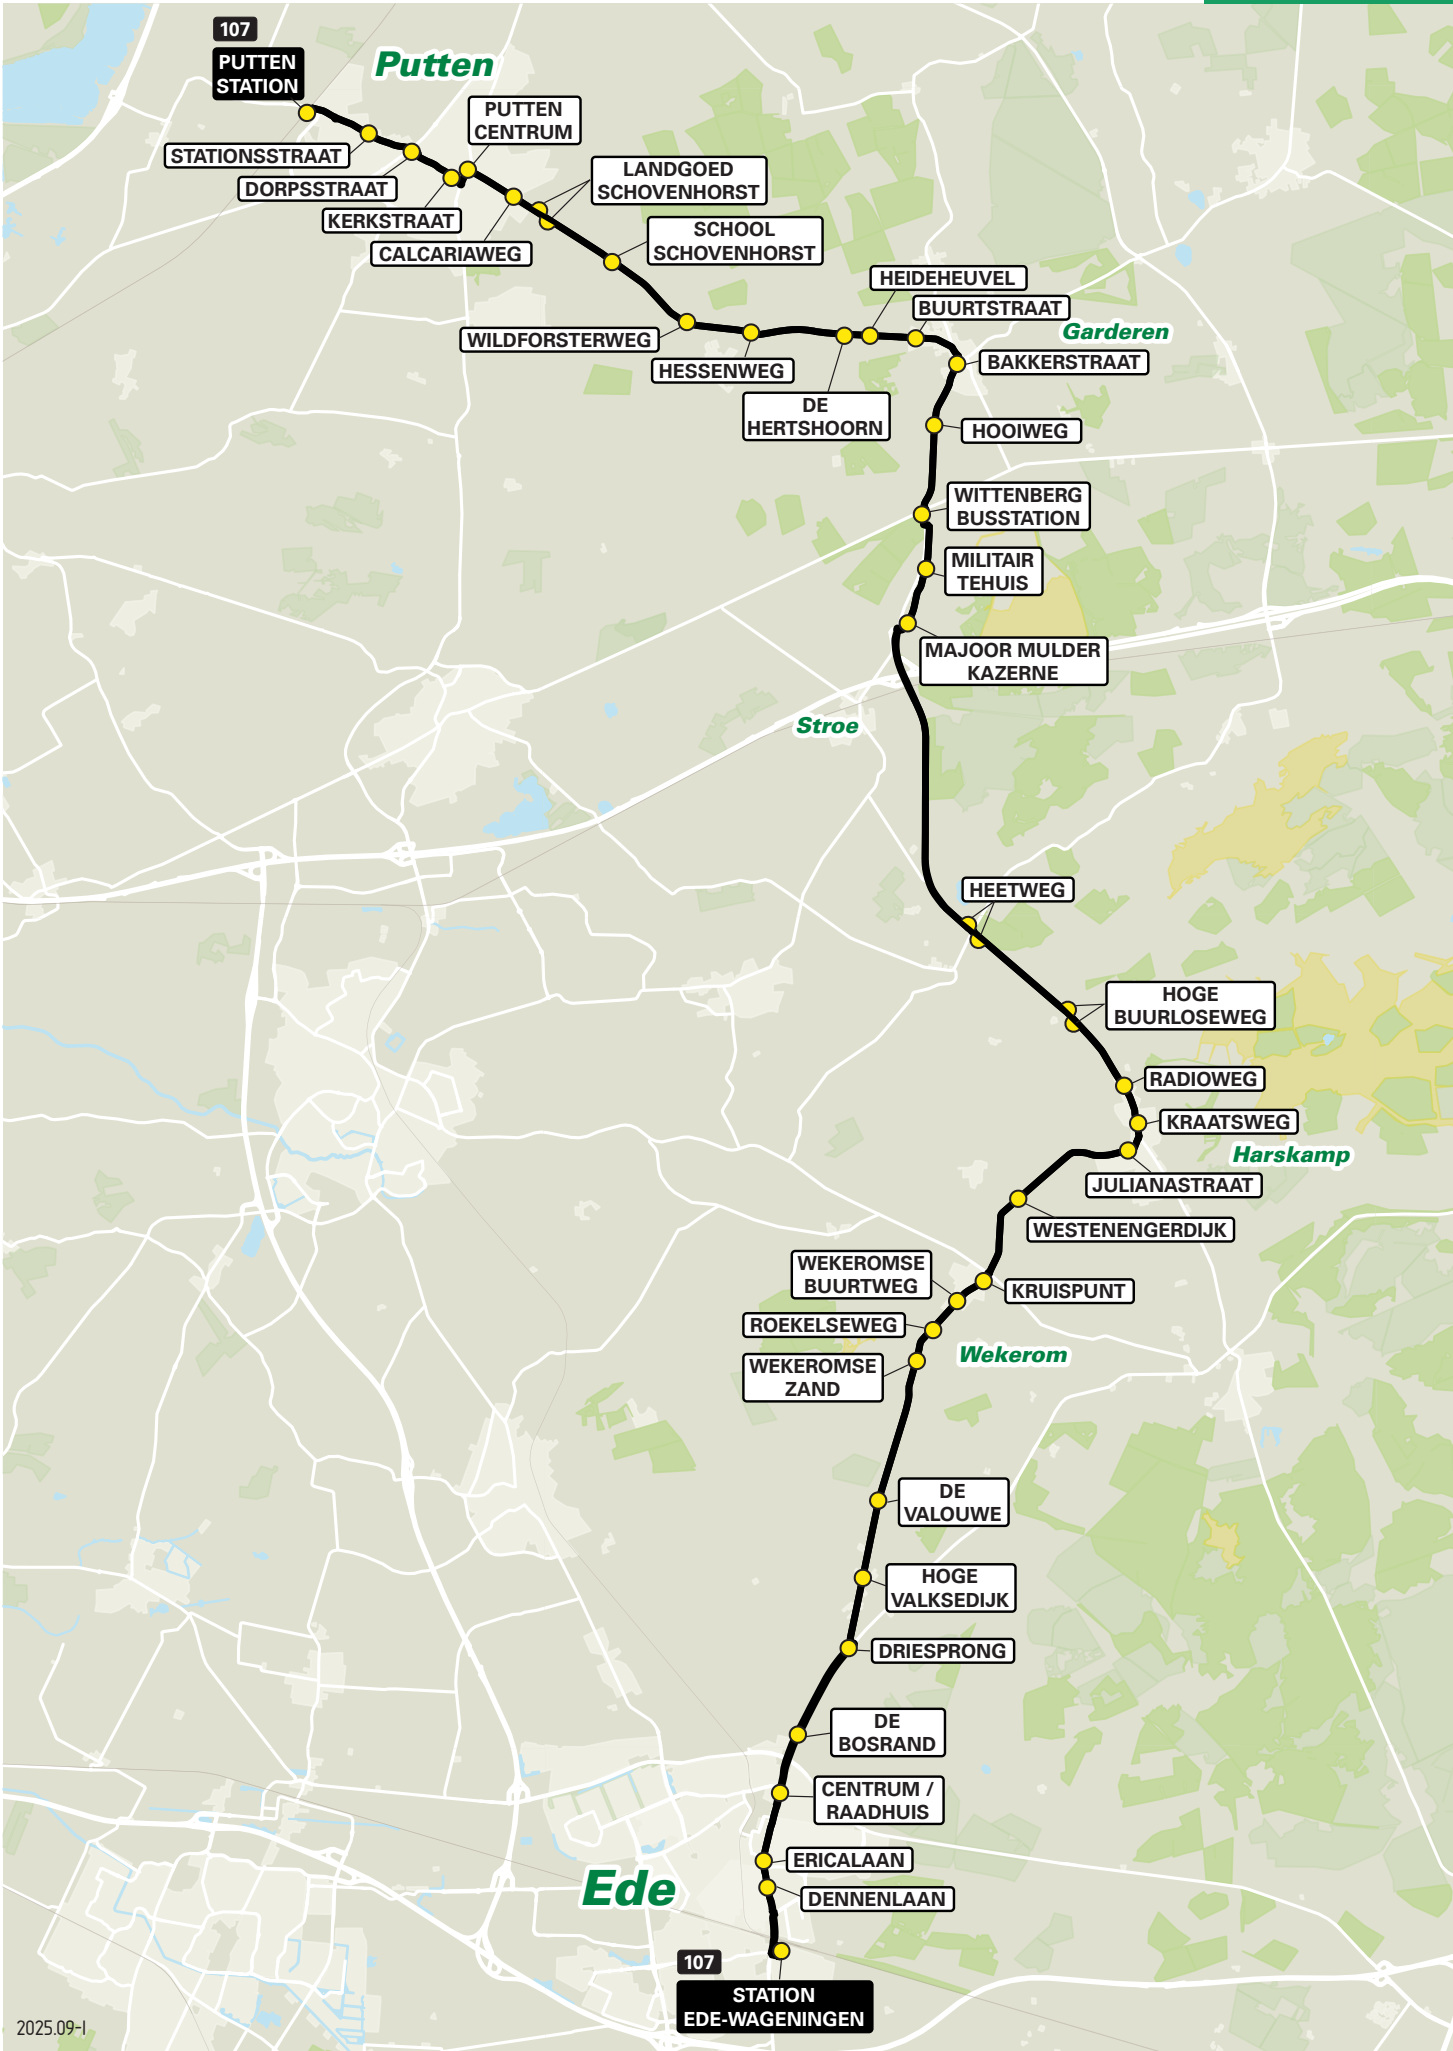 107
PUTTEN
STATION
Putten
PUTTEN
CENTRUM
STATIONSSTRAAT
DORPSSTRAAT
KERKSTRAAT
CALCARIAWEG
LANDGOED
SCHOVENHORST
SCHOOL
SCHOVENHORST
WILDFORSTERWEG
HESSENWEG
DE
HERTSHOORN
HEIDEHEUVEL
BUURTSTRAAT
Garderen
BAKKERSTRAAT
HOOIWEG
WITTENBERG
BUSSTATION
MILITAIR
TEHUIS
MAJOOR MULDER
KAZERNE
Stroe
HEETWEG
HOGE
BUURLOSEWEG
RADIOWEG
KRAATSWEG
Harskamp
JULIANASTRAAT
WESTENENGERDIJK
WEKEROMSE
BUURTWEG
KRUISPUNT
ROEKELSEWEG
Wekerom
WEKEROMSE
ZAND
DE
VALOUWE
HOGE
VALKSEDIJK
DRIESPRONG
DE
BOSRAND
CENTRUM /
RAADHUIS
ERICALAAN
Ede
DENNENLAAN
107
STATION
EDE-WAGENINGEN
2025.09-I